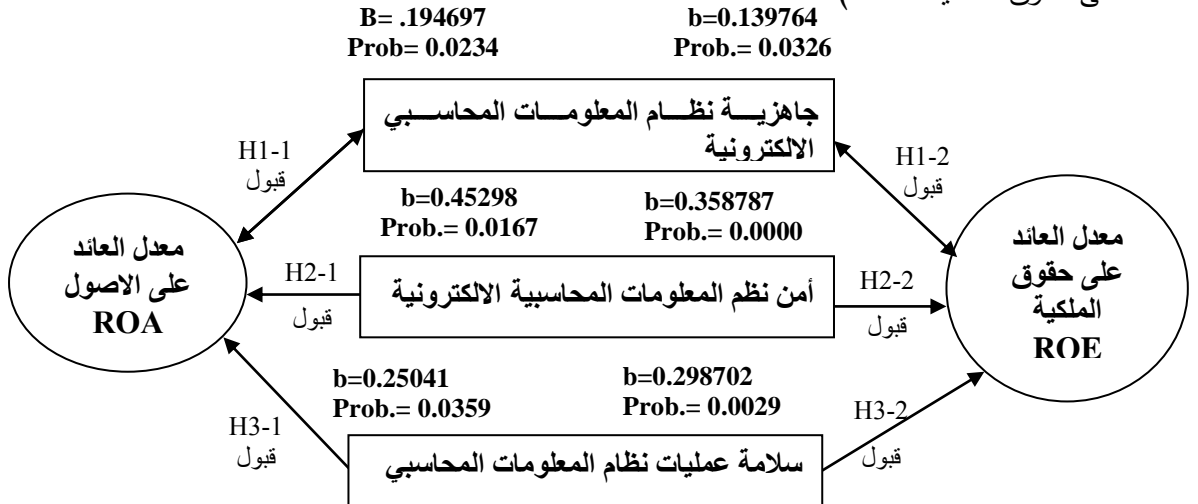 B= .194697 b=0.139764
Prob= 0.0234 Prob.= 0.0326
جاهزية نظام المعلومات المحاسبي
الالكترونية
H1-1
قبول
H1-2
قبول
b=0.45298 b=0.358787
Prob.= 0.0167 Prob.= 0.0000
معدل العائد
على الاصول
ROA
معدل العائد
على حقوق
الملكية
ROE
H2-1
قبول
أمن نظم المعلومات المحاسبية الالكترونية
H2-2
قبول
b=0.25041 b=0.298702
Prob.= 0.0359 Prob.= 0.0029
H3-1
قبول
H3-2
قبول
سلامة عمليات نظام المعلومات المحاسبي